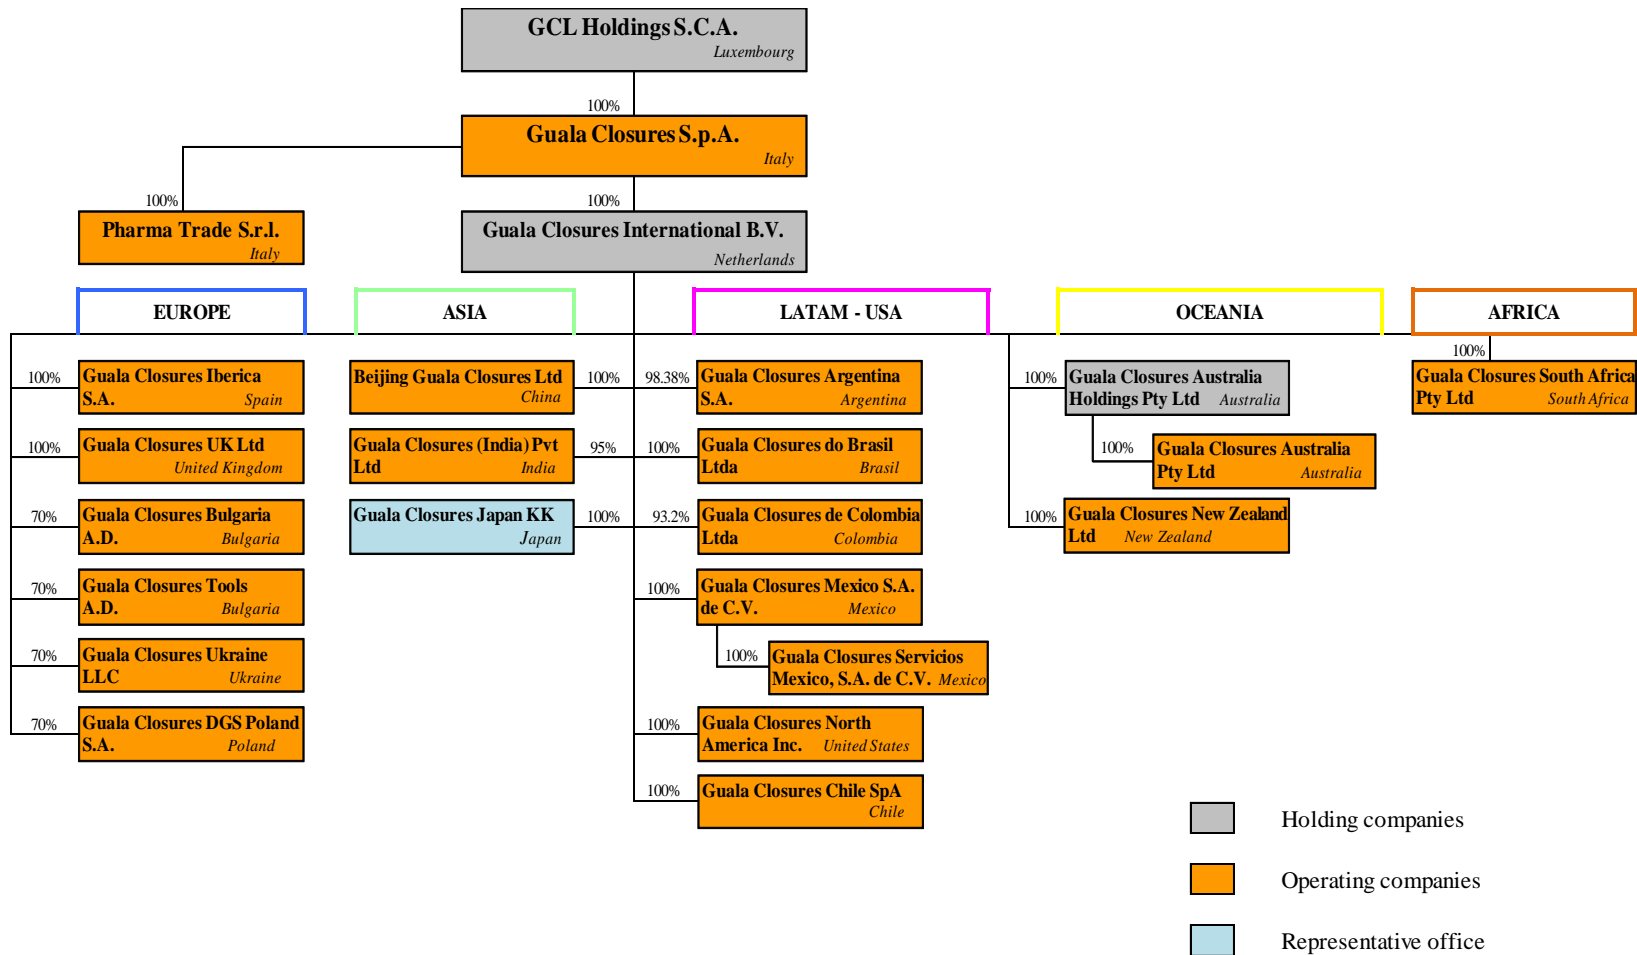 GCL Holdings S.C.A.
Luxembourg
100%
Guala Closures S.p.A.
Italy
100%
100%
Pharma Trade S.r.l.
Italy
Guala Closures International B.V.
Netherlands
EUROPE
ASIA
LATAM - USA
OCEANIA
AFRICA
100%
Guala Closures Iberica
S.A. Spain
100%
Guala Closures UK Ltd
United Kingdom
70%
Guala Closures Bulgaria
A.D. Bulgaria
70%
Guala Closures Tools
A.D. Bulgaria
70%
Guala Closures Ukraine
LLC Ukraine
70%
Guala Closures DGS Poland
S.A. Poland
Beijing Guala Closures Ltd
China
100%
Guala Closures (India) Pvt
Ltd India
95%
Guala Closures Japan KK
Japan
100%
98.38%
Guala Closures Argentina
S.A. Argentina
100%
Guala Closures do Brasil
Ltda Brasil
93.2%
Guala Closures de Colombia
Ltda Colombia
100%
Guala Closures Mexico S.A.
de C.V. Mexico
100%
Guala Closures Servicios
Mexico, S.A. de C.V. Mexico
100%
Guala Closures North
America Inc. United States
100%
Guala Closures Chile SpA
Chile
100%
Guala Closures Australia
Holdings Pty Ltd Australia
100%
Guala Closures Australia
Pty Ltd Australia
100%
Guala Closures New Zealand
Ltd New Zealand
100%
Guala Closures South Africa
Pty Ltd South Africa
Holding companies
Operating companies
Representative office